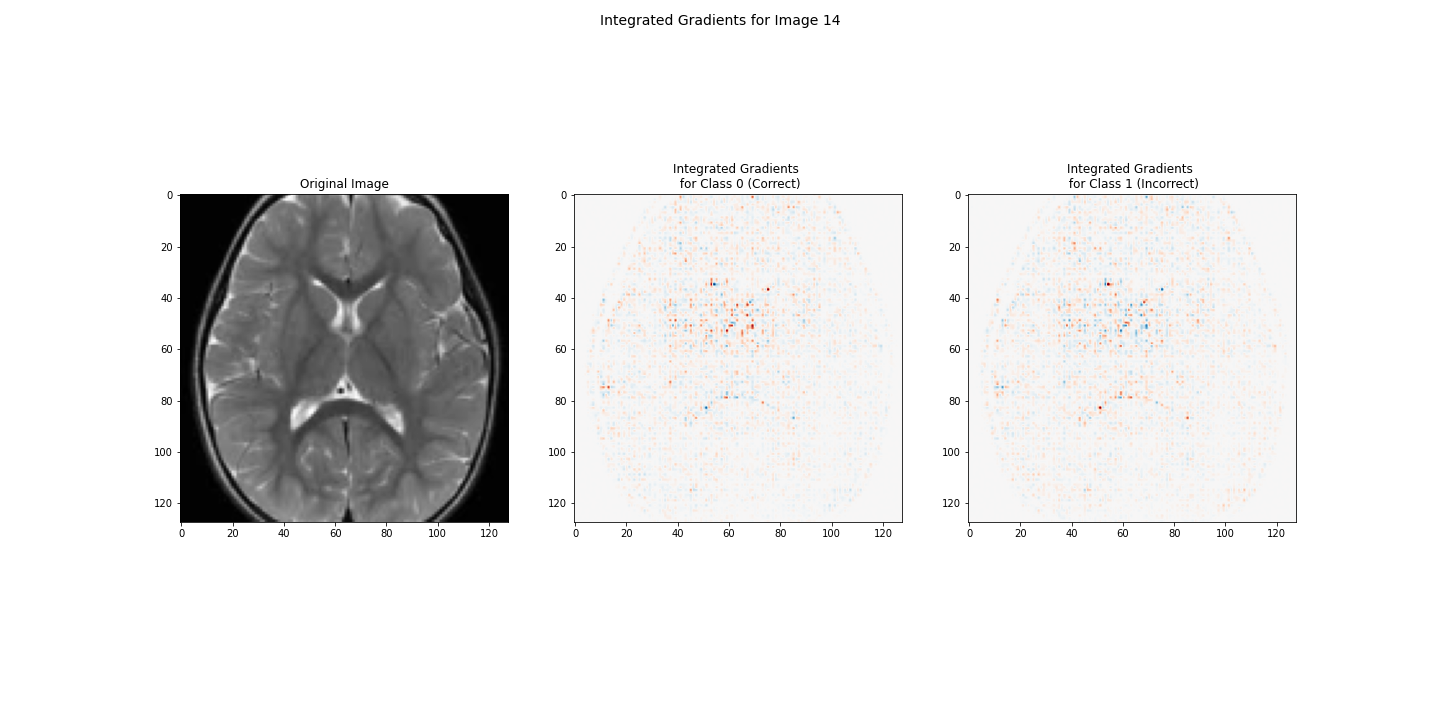 Integrated Gradients for Image 14
Original Image
0
20
40
60
80
100
120
0 20 40 60 80 100 120
Integrated Gradients
for Class 0 (Correct)
0
20
40
60
80
100
120
0 20 40 60 80 100 120
Integrated Gradients
for Class 1 (Incorrect)
0
20
40
60
80
100
120
0 20 40 60 80 100 120